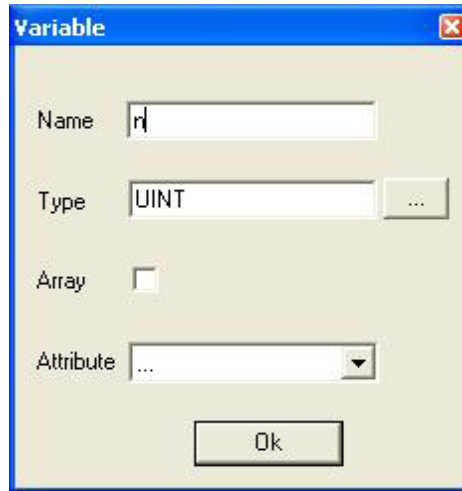 Variable
Name n
Type UINT ...
Array
Attribute ...
Ok